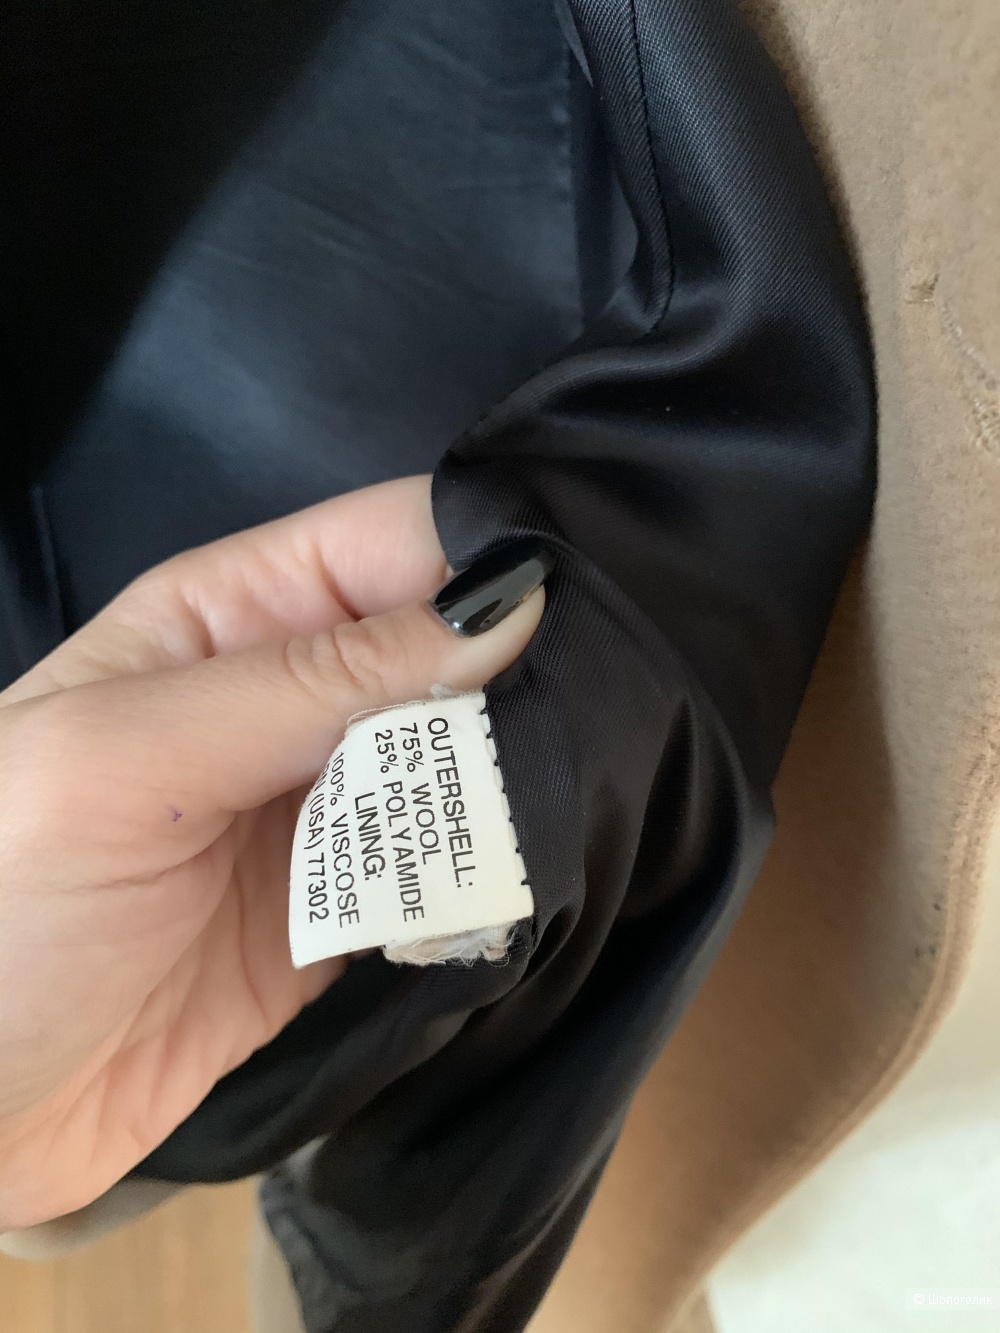 OUTERSHELL:
75% WOOL
25% POLYAMIDE
LINING:
100% VISCOSE
(USA) 77302
© Шопоголик